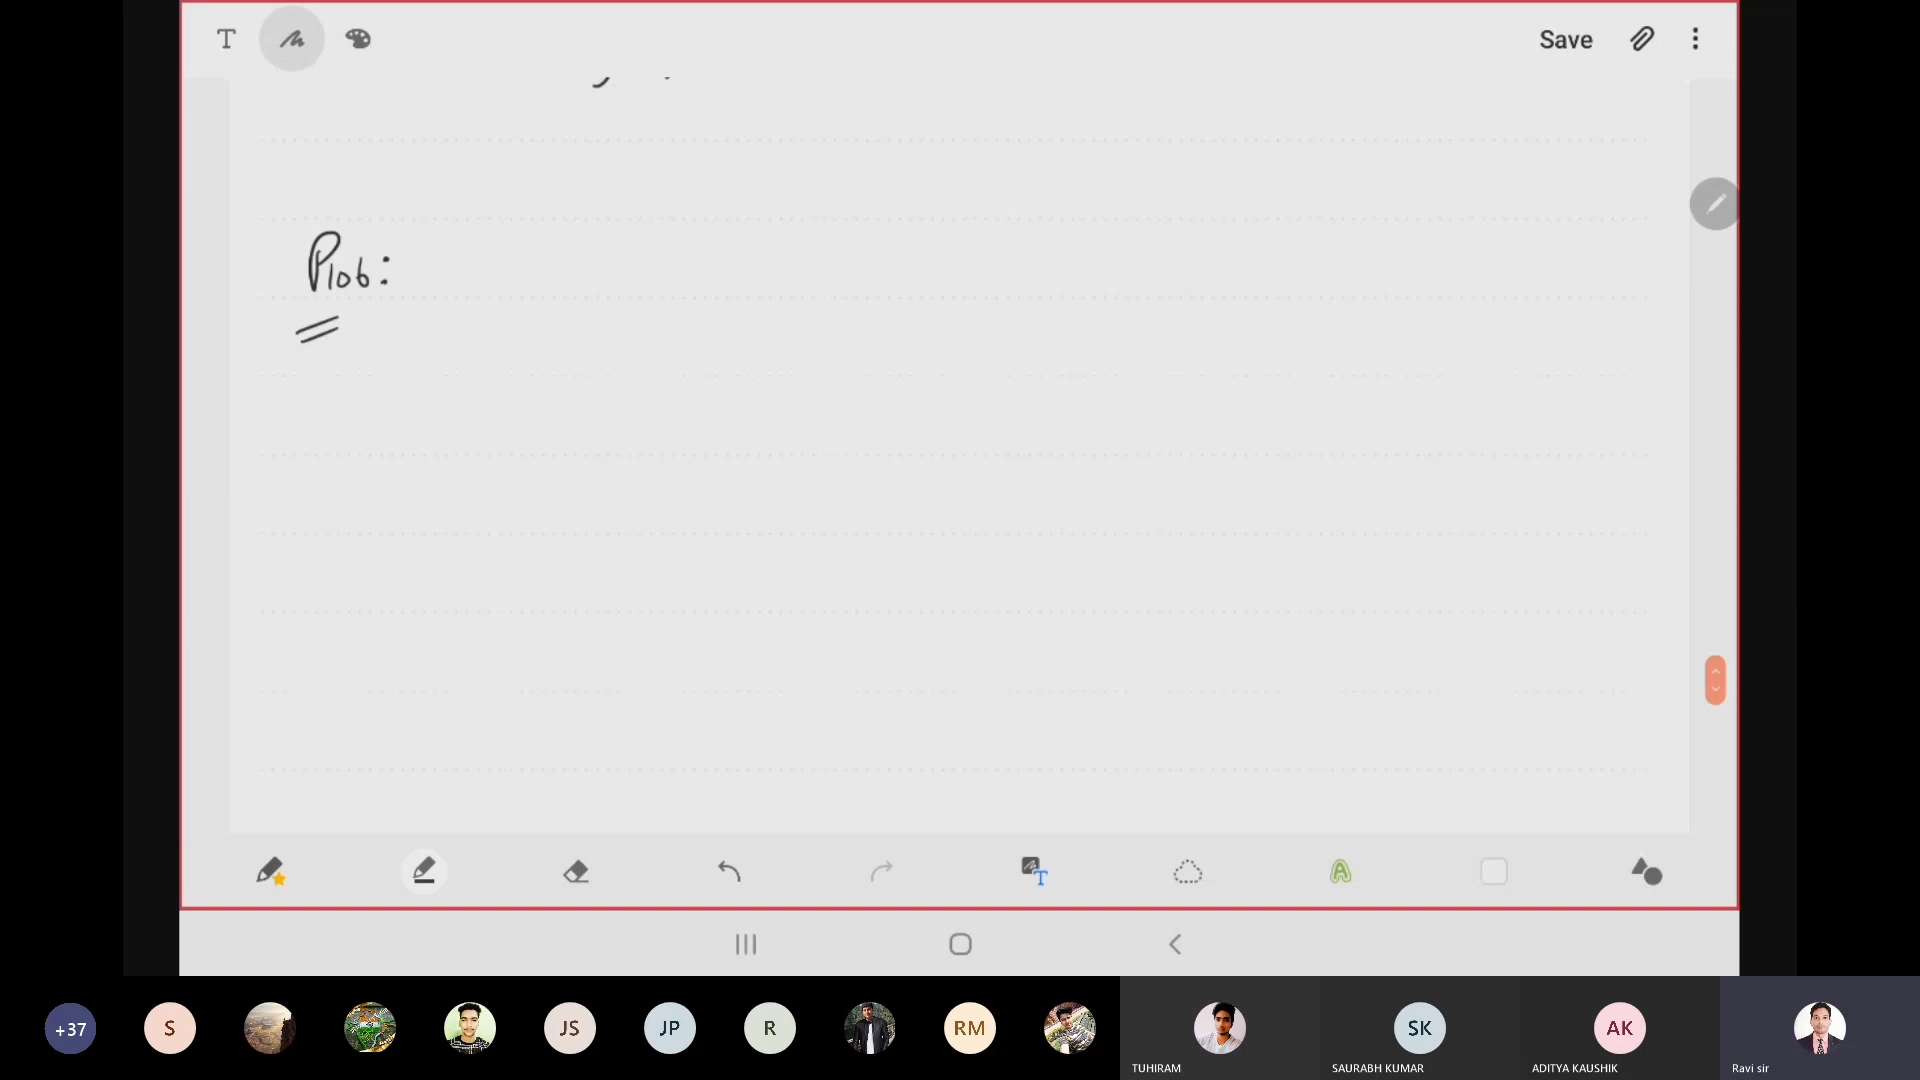 T Save
Prob:
T
A
+37 S JS JP R RM SK AK
TUHIRAM SAURABH KUMAR ADITYA KAUSHIK Ravi sir